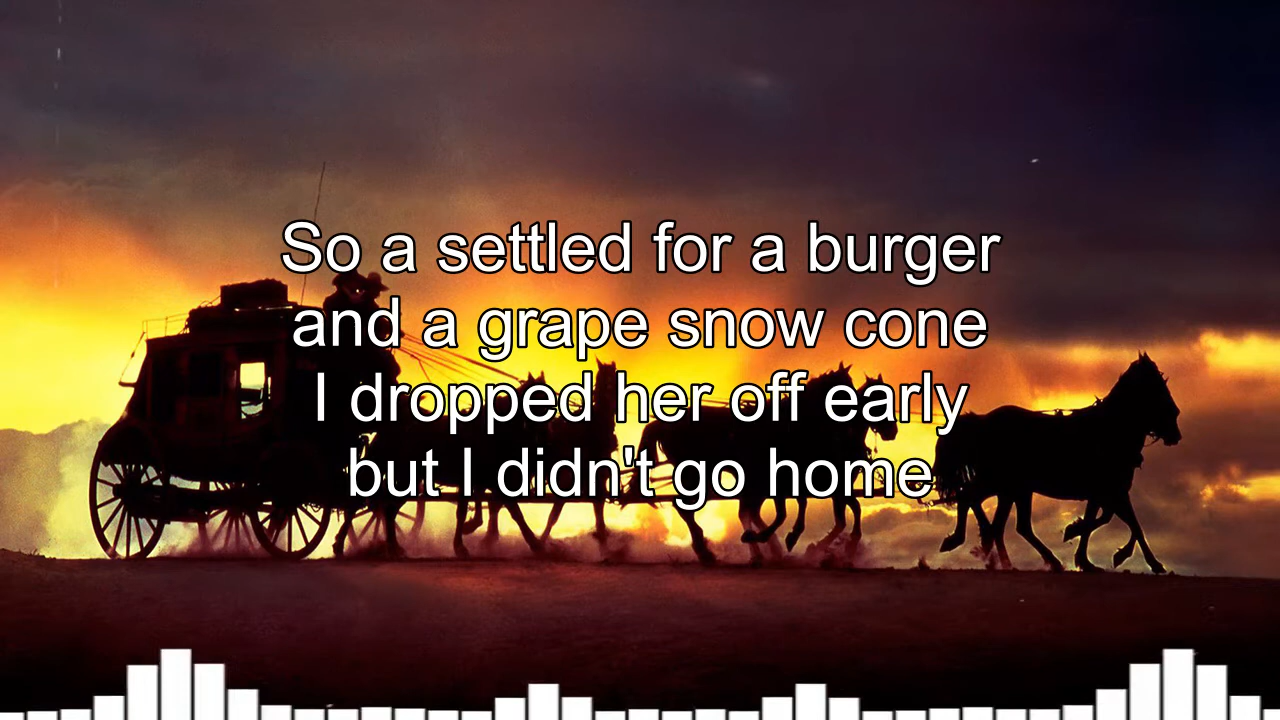 So a settled for a burger
and a grape snow cone
I dropped her off early
but I didn't go home